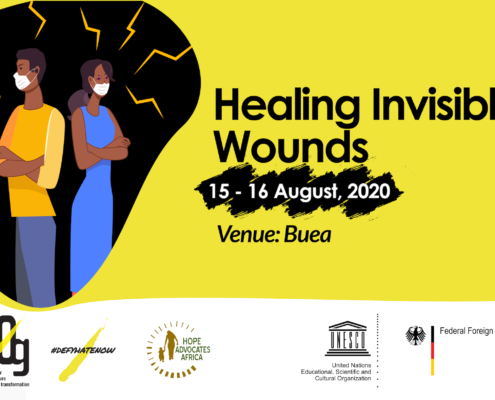 Healing Invisibl
Wounds
15 - 16 August, 2020
Venue: Buea
#DEFYHATENOW
HOPE
ADVOCATES
AFRICA
UNESCO
United Nations
Educational, Scientific and
Cultural Organization
Federal Foreign
transformation